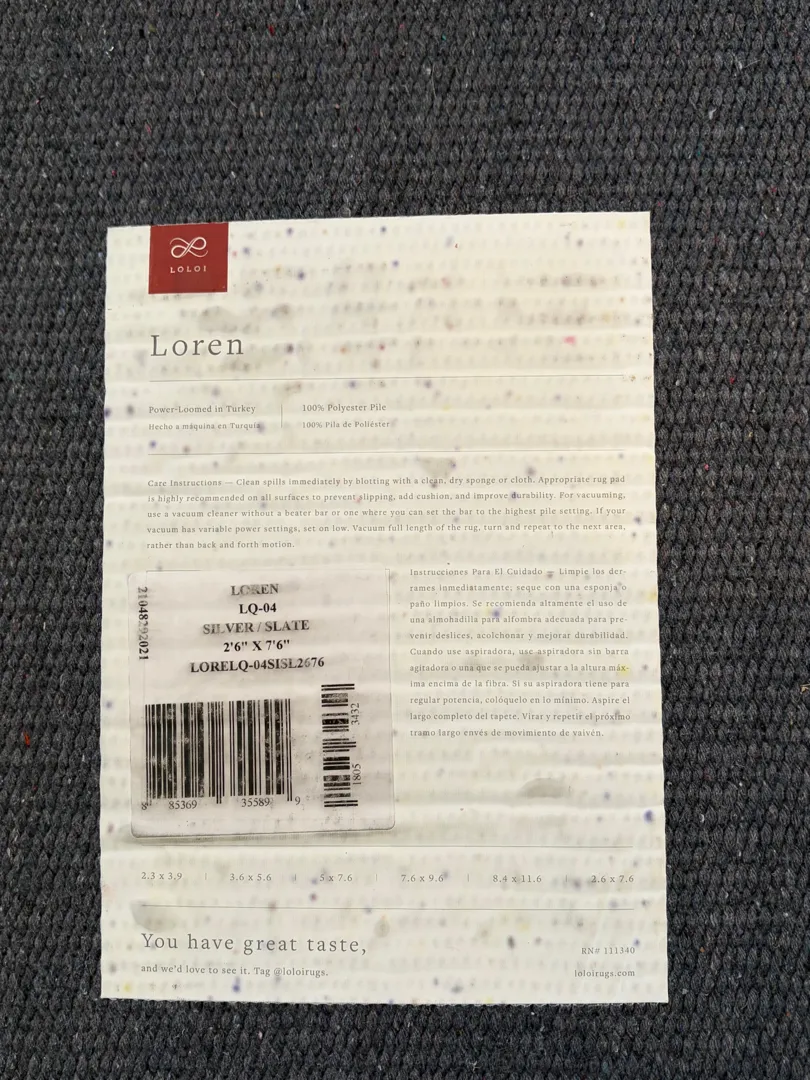 LOLOI
Loren
Power-Loomed in Turkey
Hecho a máquina en Turquía
100% Polyester Pile
100% Pila de Poliéster
Care Instructions — Clean spills immediately by blotting with a clean, dry sponge or cloth. Appropriate rug pad
is highly recommended on all surfaces to prevent slipping, add cushion, and improve durability. For vacuuming,
use a vacuum cleaner without a beater bar or one where you can set the bar to the highest pile setting. If your
vacuum has variable power settings, set on low. Vacuum full length of the rug, turn and repeat to the next area,
rather than back and forth motion.
21048292021
LOREN
LQ-04
SILVER / SLATE
2'6" X 7'6"
LORELQ-04SISL2676
8 85369 35589 9
1805 3432
Instrucciones Para El Cuidado — Limpie los der-
rames inmediatamente; seque con una esponja o
paño limpios. Se recomienda altamente el uso de
una almohadilla para alfombra adecuada para pre-
venir deslices, acolchonar y mejorar durabilidad.
Cuando use aspiradora, use aspiradora sin barra
agitadora o una que se pueda ajustar a la altura máx-
ima encima de la fibra. Si su aspiradora tiene para
regular potencia, colóquelo en lo mínimo. Aspire el
largo completo del tapete. Virar y repetir el próximo
tramo largo envés de movimiento de vaivén.
2.3 x 3.9 | 3.6 x 5.6 | 5 x 7.6 | 7.6 x 9.6 | 8.4 x 11.6 | 2.6 x 7.6
You have great taste,
and we'd love to see it. Tag @loloirugs.
RN# 111340
loloirugs.com